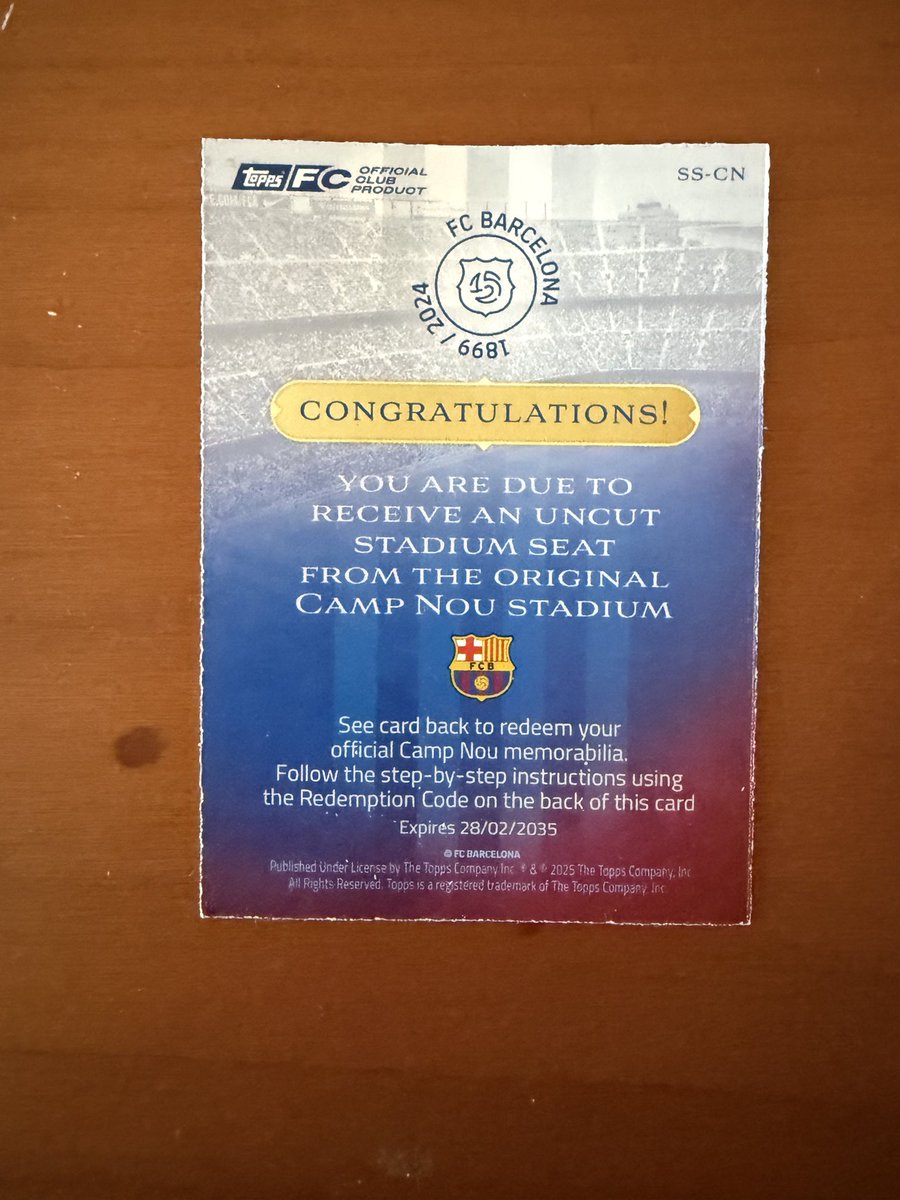 topps FC OFFICIAL CLUB PRODUCT
SS-CN
FC BARCELONA
1899 / 2024
CONGRATULATIONS!
YOU ARE DUE TO
RECEIVE AN UNCUT
STADIUM SEAT
FROM THE ORIGINAL
CAMP NOU STADIUM
FCB
See card back to redeem your
official Camp Nou memorabilia.
Follow the step-by-step instructions using
the Redemption Code on the back of this card
Expires 28/02/2035
© FC BARCELONA
Published Under License by The Topps Company Inc. ® & © 2025 The Topps Company, Inc
All Rights Reserved. Topps is a registered trademark of The Topps Company, Inc.